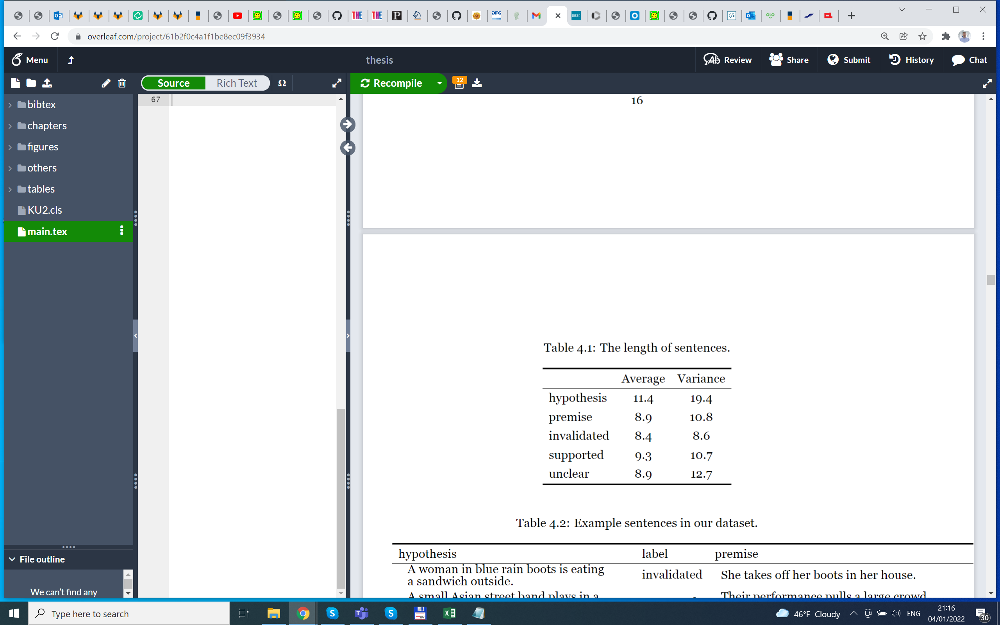 THE
THE
P
DFG
overleaf.com/project/61b2f0c4a1f1be8ec09f3934
Menu
thesis
Review
Share
Submit
History
Chat
Source
Rich Text
Ω
Recompile
12
bibtex
chapters
figures
others
tables
KU2.cls
main.tex
File outline
We can't find any
67
16
Table 4.1: The length of sentences.
Average Variance
hypothesis 11.4 19.4
premise 8.9 10.8
invalidated 8.4 8.6
supported 9.3 10.7
unclear 8.9 12.7
Table 4.2: Example sentences in our dataset.
hypothesis label premise
A woman in blue rain boots is eating
a sandwich outside.
invalidated
She takes off her boots in her house.
A small Asian street band plays in a
Their performance pulls a large crowd
Type here to search
46°F Cloudy
ENG
21:16
04/01/2022
30